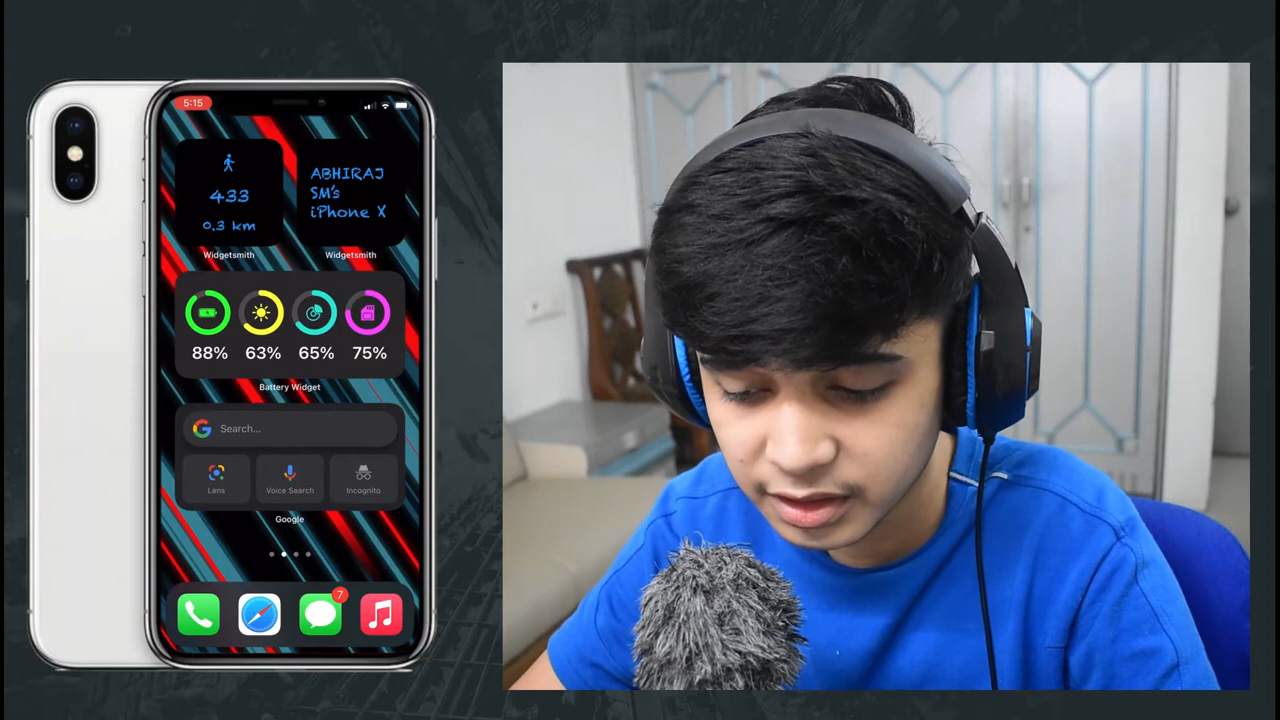 5:15
433
0.3 km
ABHIRAJ
SM's
iPhone X
Widgetsmith
Widgetsmith
88% 63% 65% 75%
Battery Widget
Search...
Lens
Voice Search
Incognito
Google
7